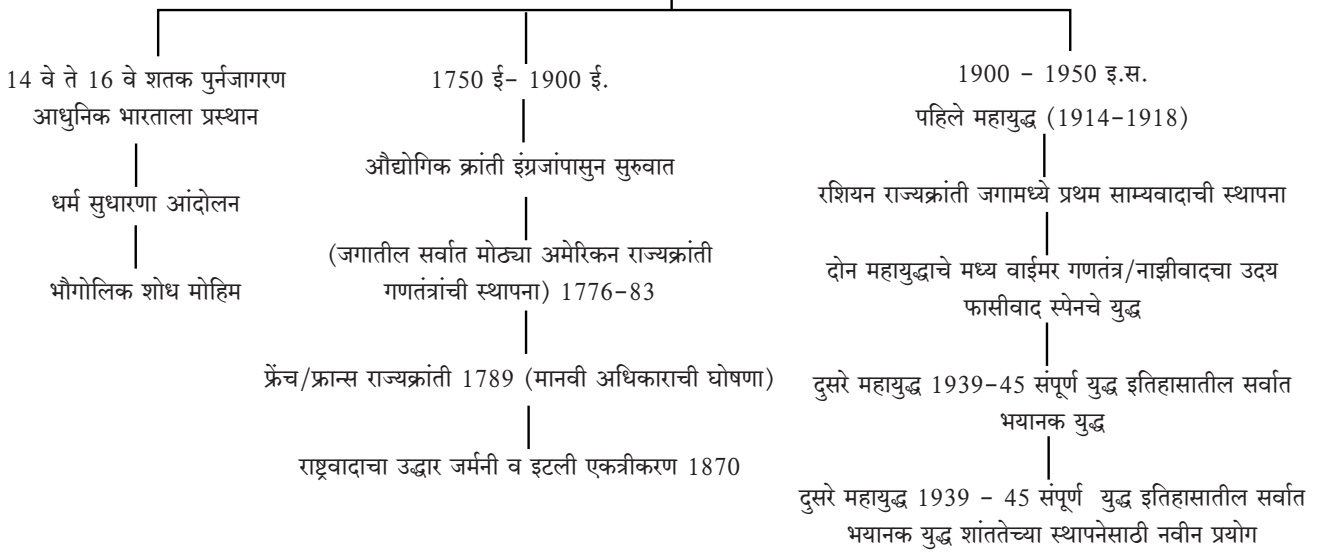 14 वे ते 16 वे शतक पुर्नजागरण
आधुनिक भारताला प्रस्थान
धर्म सुधारणा आंदोलन
भौगोलिक शोध मोहिम
1750 ई- 1900 ई.
औद्योगिक क्रांती इंग्रजांपासुन सुरुवात
(जगातील सर्वात मोठ्या अमेरिकन राज्यक्रांती
गणतंत्रांची स्थापना) 1776-83
फ्रेंच/फ्रान्स राज्यक्रांती 1789 (मानवी अधिकाराची घोषणा)
राष्ट्रवादाचा उद्धार जर्मनी व इटली एकत्रीकरण 1870
1900 - 1950 इ.स.
पहिले महायुद्ध (1914-1918)
रशियन राज्यक्रांती जगामध्ये प्रथम साम्यवादाची स्थापना
दोन महायुद्धाचे मध्य वाईमर गणतंत्र/नाझीवादचा उदय
फासीवाद स्पेनचे युद्ध
दुसरे महायुद्ध 1939-45 संपूर्ण युद्ध इतिहासातील सर्वात
भयानक युद्ध
दुसरे महायुद्ध 1939 - 45 संपूर्ण युद्ध इतिहासातील सर्वात
भयानक युद्ध शांततेच्या स्थापनेसाठी नवीन प्रयोग